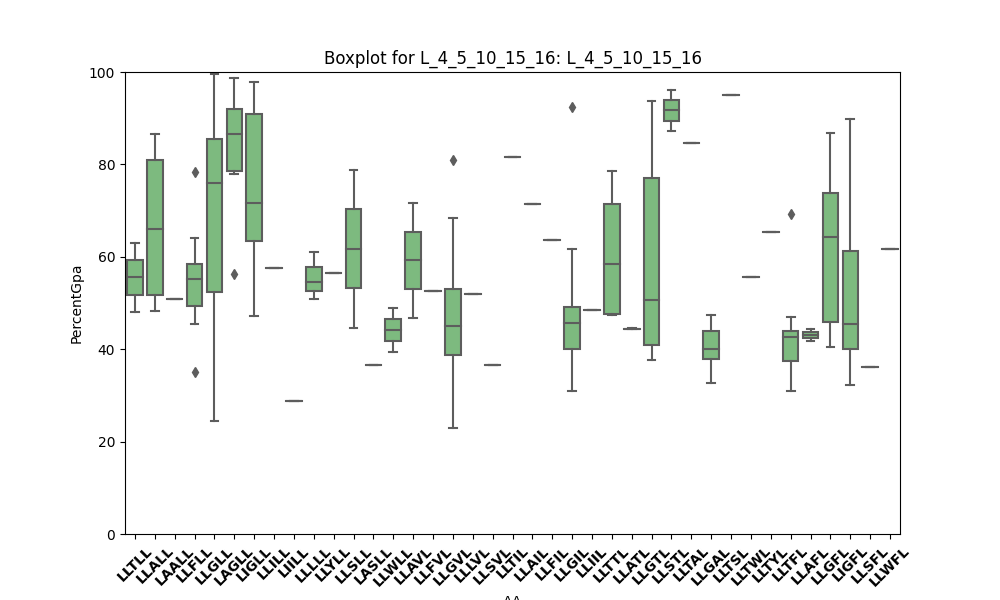 Boxplot for L_4_5_10_15_16: L_4_5_10_15_16
PercentGpa
100
80
60
40
20
0
LLTLL
LLALL
LAALL
LLFLL
LLGLL
LAGLL
LIGLL
LLILL
LIILL
LLLLL
LLYLL
LLSLL
LASLL
LLWLL
LLAVL
LLFVL
LLGVL
LLLVL
LLSVL
LLTIL
LLAIL
LLFIL
LLGIL
LLIIL
LLTTL
LLATL
LLGTL
LLSTL
LLTAL
LLGAL
LLTSL
LLTWL
LLTYL
LLTFL
LLAFL
LLGFL
LIGFL
LLSFL
LLWFL
AA